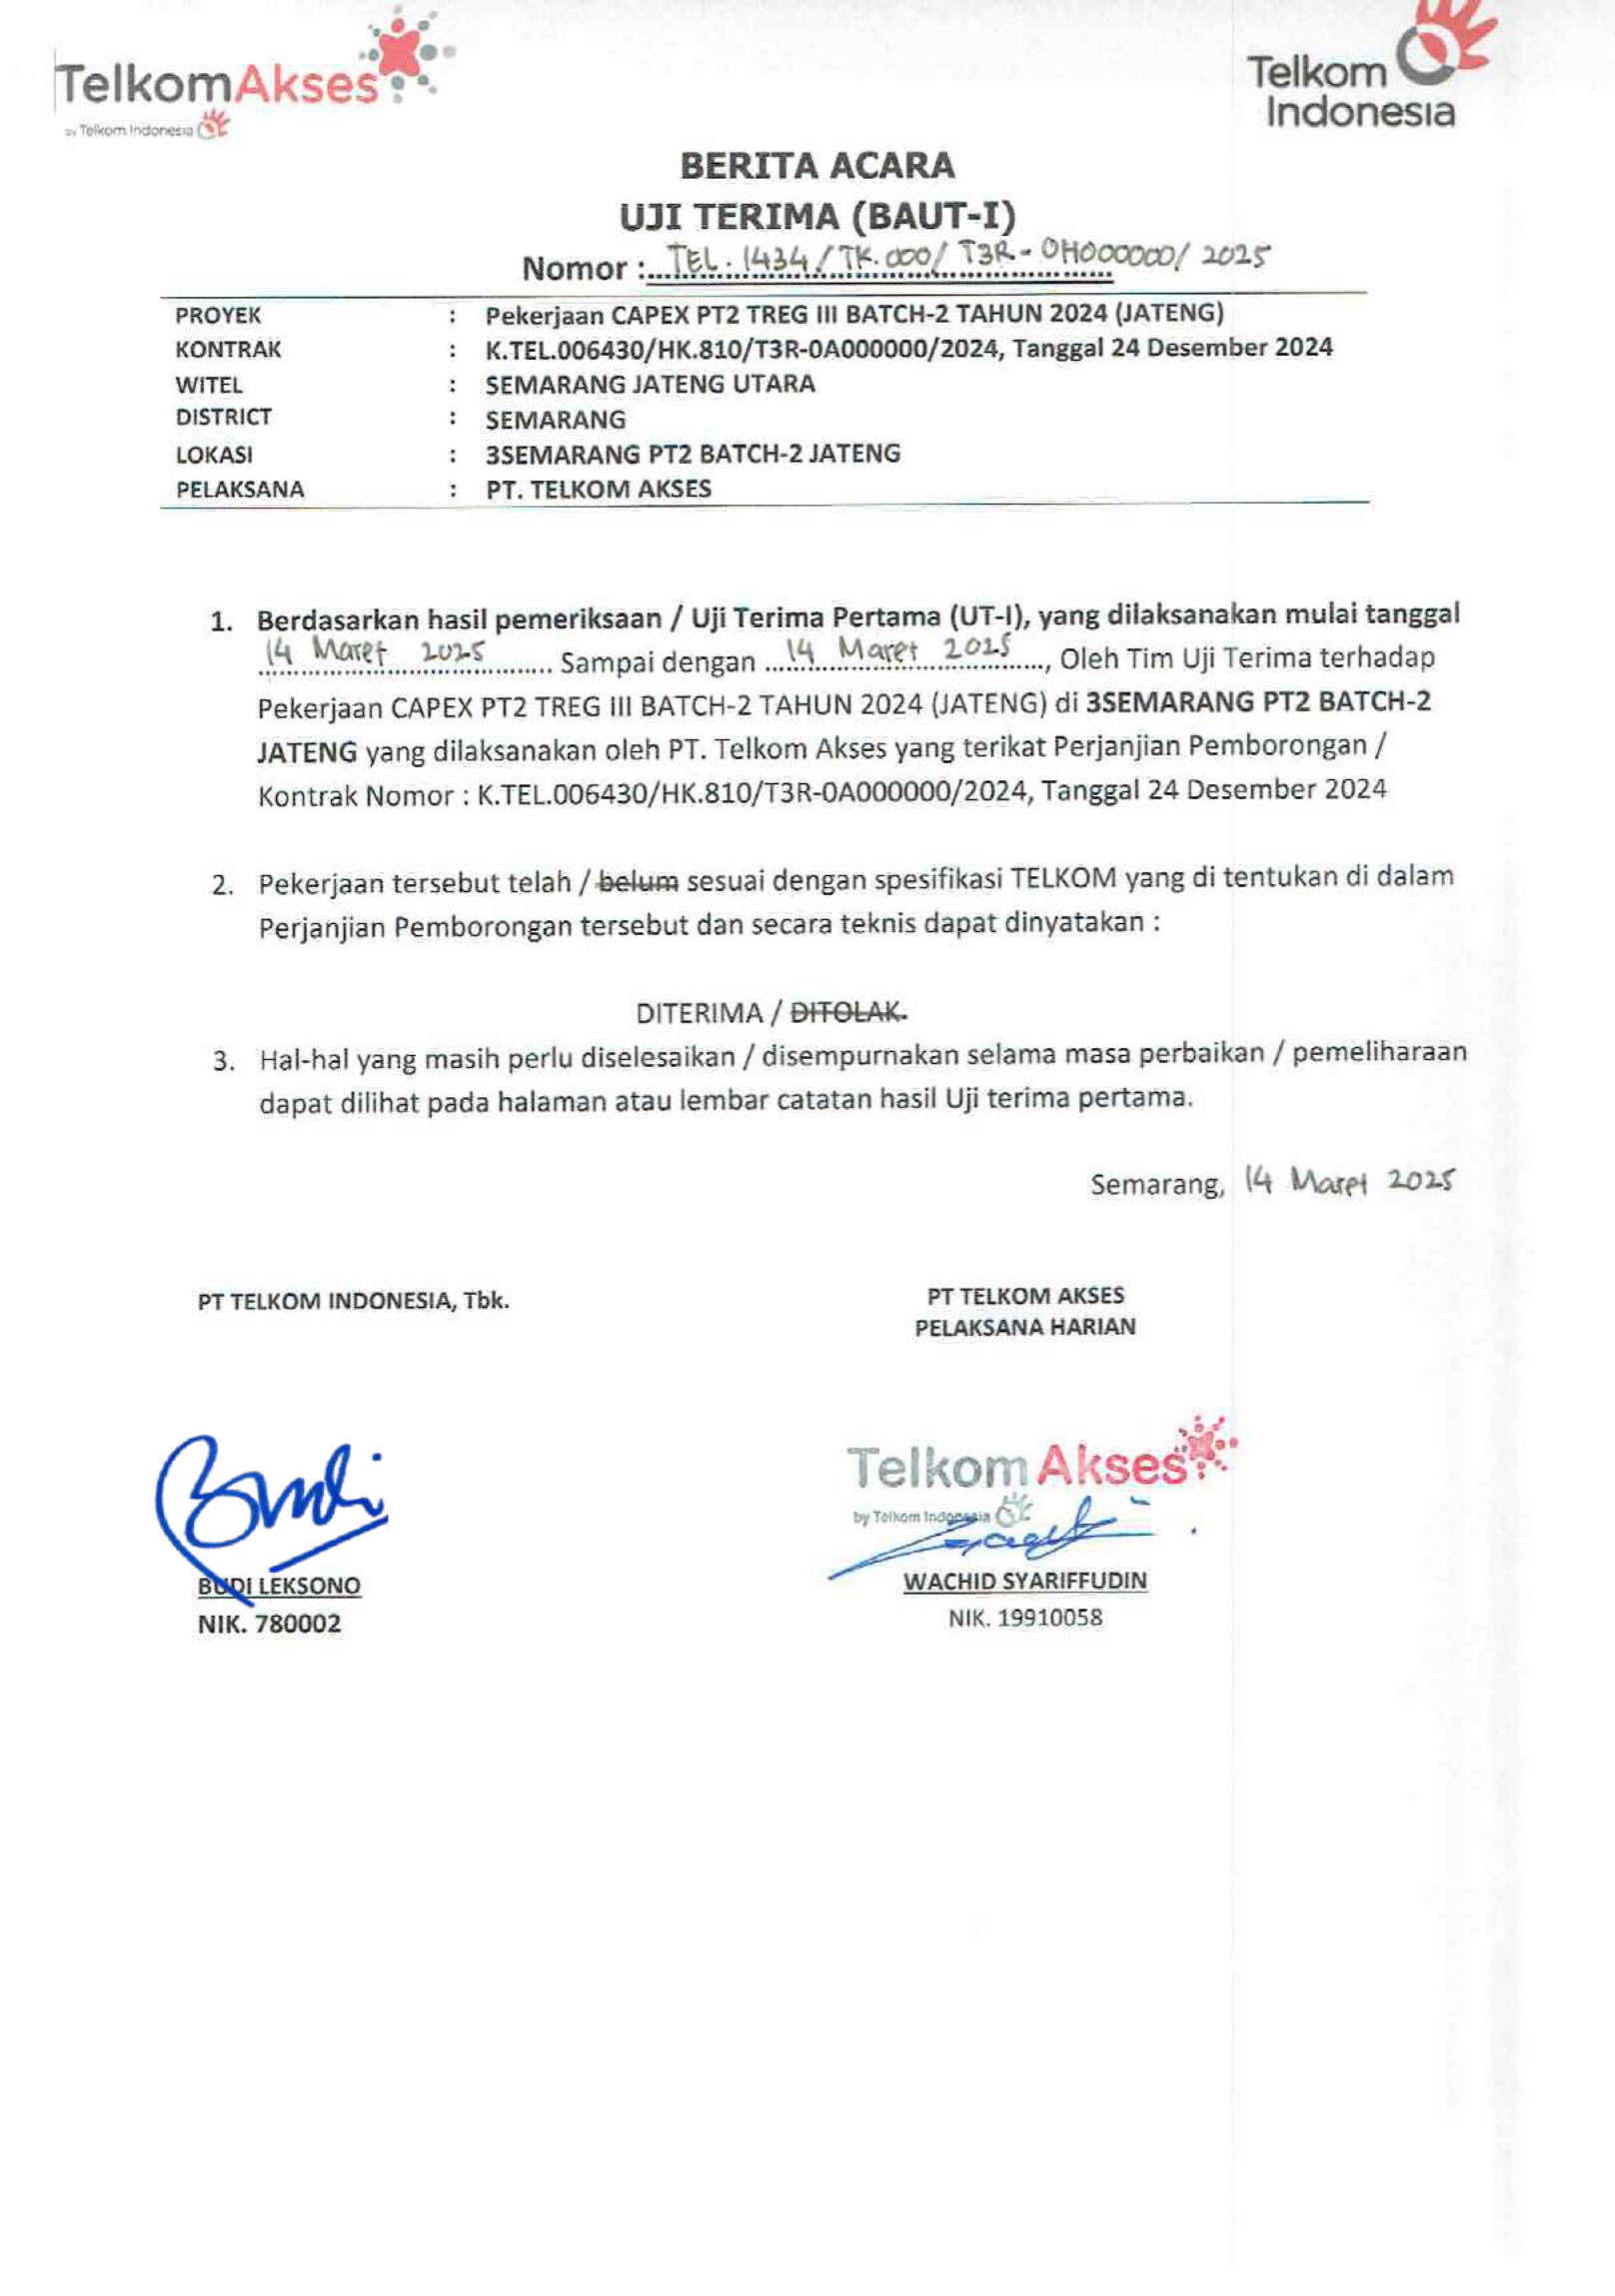 TelkomAkses
by Telkom Indonesia
Telkom
Indonesia
BERITA ACARA
UJI TERIMA (BAUT-I)
Nomor : TEL. 1434 / TK.000/ T3R - 0H000000/ 2025
PROYEK : Pekerjaan CAPEX PT2 TREG III BATCH-2 TAHUN 2024 (JATENG)
KONTRAK : K.TEL.006430/HK.810/T3R-0A000000/2024, Tanggal 24 Desember 2024
WITEL : SEMARANG JATENG UTARA
DISTRICT : SEMARANG
LOKASI : 3SEMARANG PT2 BATCH-2 JATENG
PELAKSANA : PT. TELKOM AKSES
1. Berdasarkan hasil pemeriksaan / Uji Terima Pertama (UT-I), yang dilaksanakan mulai tanggal
14 Maret 2025 Sampai dengan 14 Maret 2025, Oleh Tim Uji Terima terhadap
Pekerjaan CAPEX PT2 TREG III BATCH-2 TAHUN 2024 (JATENG) di 3SEMARANG PT2 BATCH-2
JATENG yang dilaksanakan oleh PT. Telkom Akses yang terikat Perjanjian Pemborongan /
Kontrak Nomor : K.TEL.006430/HK.810/T3R-0A000000/2024, Tanggal 24 Desember 2024
2. Pekerjaan tersebut telah / belum sesuai dengan spesifikasi TELKOM yang di tentukan di dalam
Perjanjian Pemborongan tersebut dan secara teknis dapat dinyatakan :
DITERIMA / DITOLAK.
3. Hal-hal yang masih perlu diselesaikan / disempurnakan selama masa perbaikan / pemeliharaan
dapat dilihat pada halaman atau lembar catatan hasil Uji terima pertama.
Semarang, 14 Maret 2025
PT TELKOM INDONESIA, Tbk.
PT TELKOM AKSES
PELAKSANA HARIAN
Budi
Telkom Akses
by Telkom Indonesia
BUDI LEKSONO
NIK. 780002
WACHID SYARIFFUDIN
NIK. 19910058